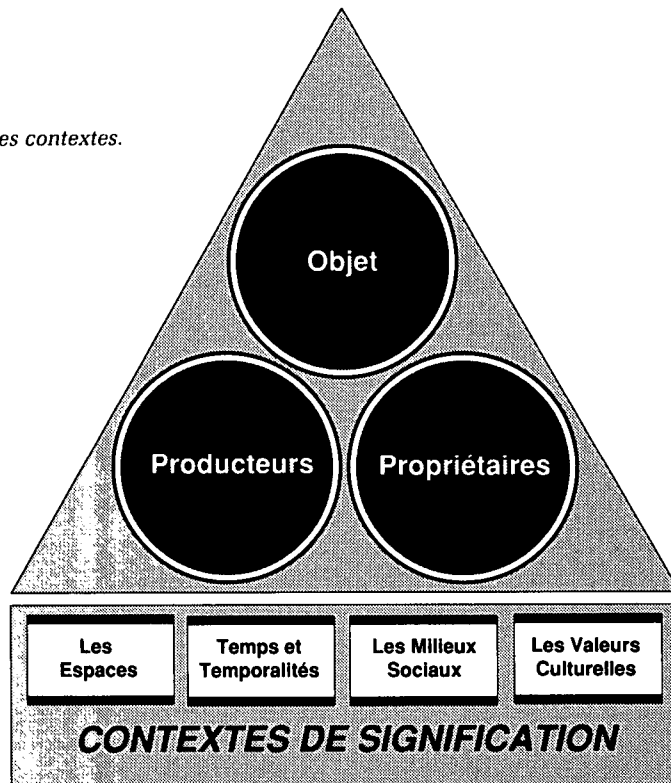 es contextes.
Objet
Producteurs
Propriétaires
Les
Espaces
Temps et
Temporalités
Les Milieux
Sociaux
Les Valeurs
Culturelles
CONTEXTES DE SIGNIFICATION